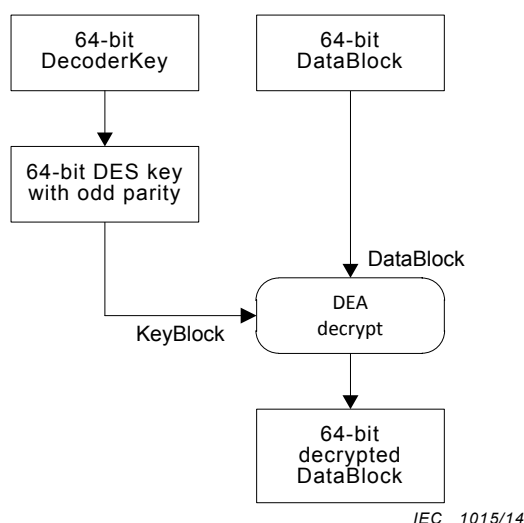 64-bit
DecoderKey
64-bit
DataBlock
64-bit DES key
with odd parity
DataBlock
DEA
decrypt
KeyBlock
64-bit
decrypted
DataBlock
IEC 1015/14